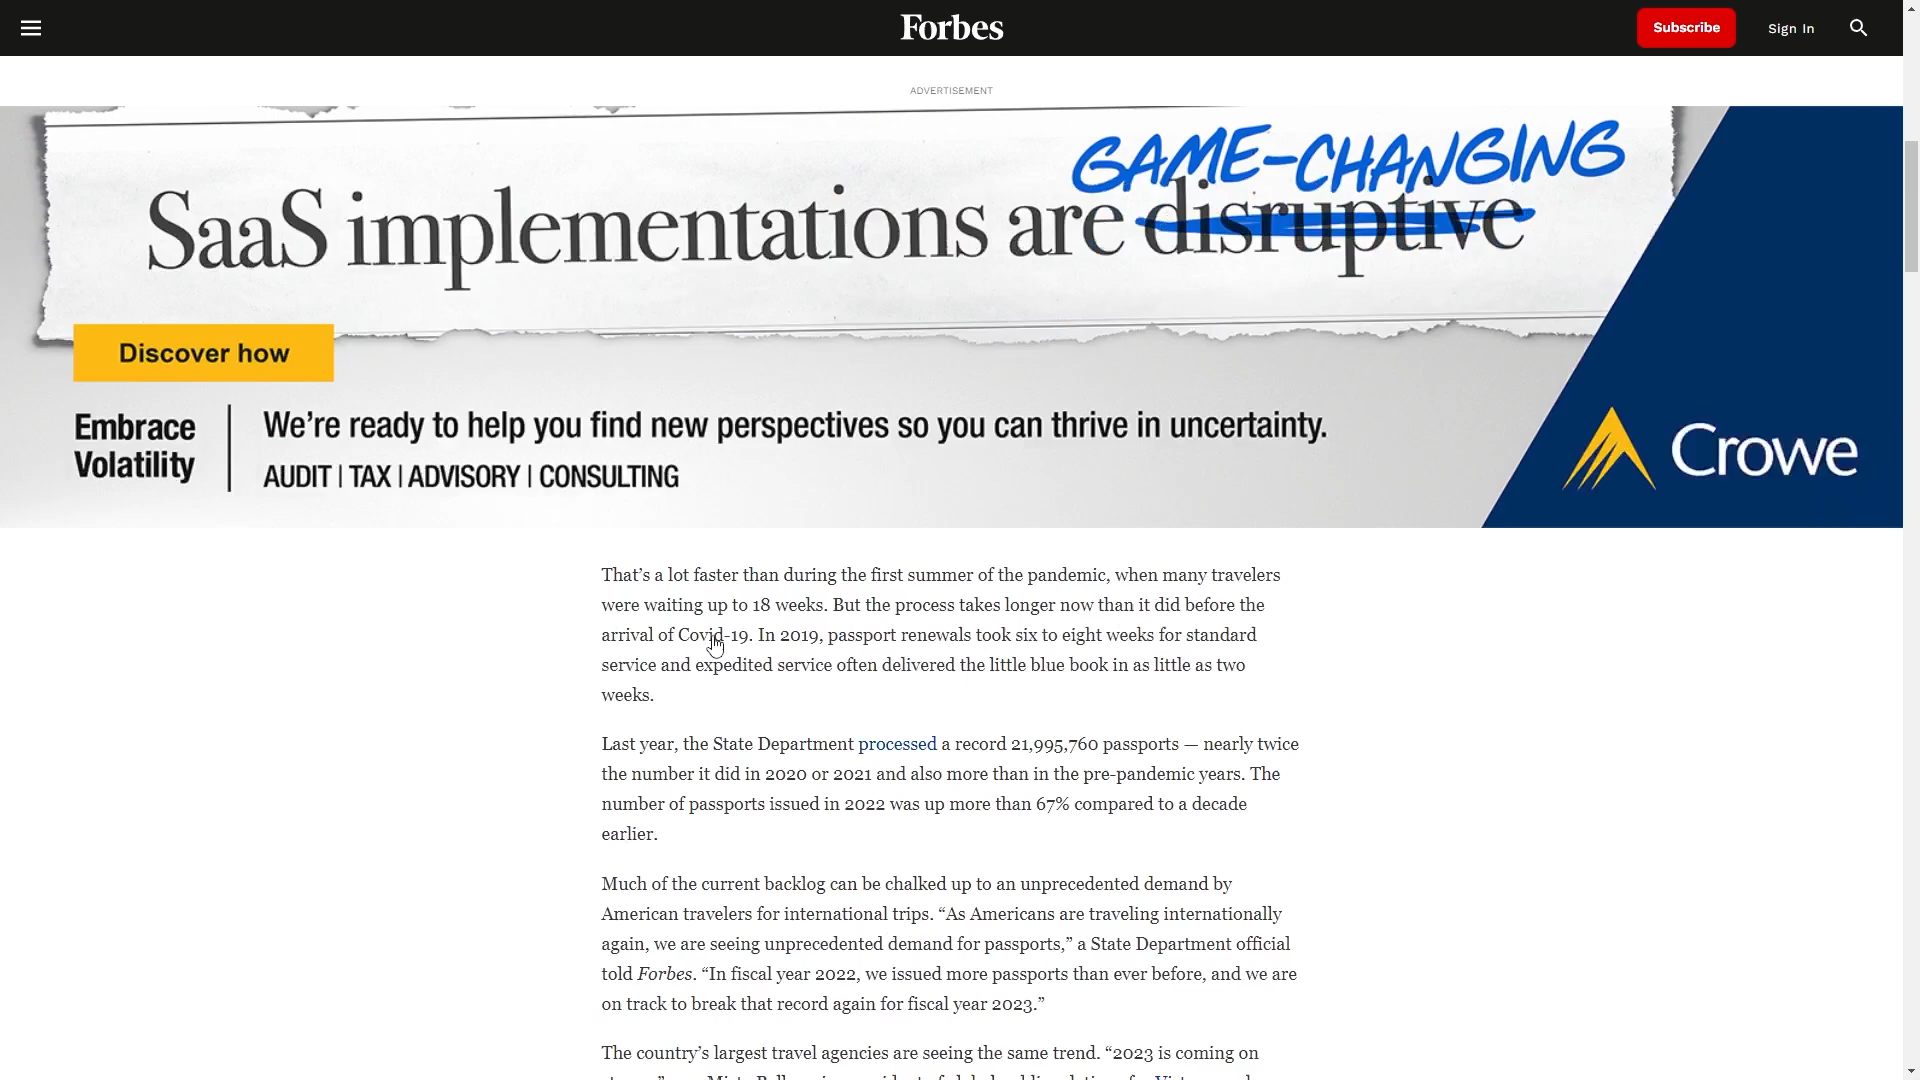 Forbes
Subscribe
Sign In
ADVERTISEMENT
GAME-CHANGING
SaaS implementations are disruptive
Discover how
Embrace
Volatility
We're ready to help you find new perspectives so you can thrive in uncertainty.
AUDIT | TAX | ADVISORY | CONSULTING
Crowe
That’s a lot faster than during the first summer of the pandemic, when many travelers
were waiting up to 18 weeks. But the process takes longer now than it did before the
arrival of Covid-19. In 2019, passport renewals took six to eight weeks for standard
service and expedited service often delivered the little blue book in as little as two
weeks.
Last year, the State Department processed a record 21,995,760 passports — nearly twice
the number it did in 2020 or 2021 and also more than in the pre-pandemic years. The
number of passports issued in 2022 was up more than 67% compared to a decade
earlier.
Much of the current backlog can be chalked up to an unprecedented demand by
American travelers for international trips. “As Americans are traveling internationally
again, we are seeing unprecedented demand for passports,” a State Department official
told Forbes. “In fiscal year 2022, we issued more passports than ever before, and we are
on track to break that record again for fiscal year 2023.”
The country’s largest travel agencies are seeing the same trend. “2023 is coming on